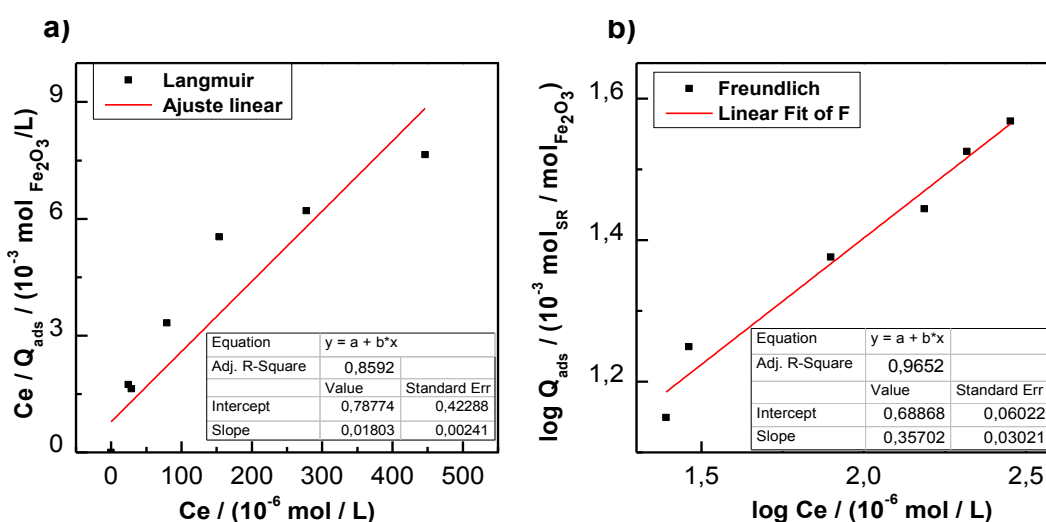 a)
Langmuir
Ajuste linear
9
6
3
0
0 100 200 300 400 500
Ce / Q_ads / (10^-3 mol Fe2O3/L)
Ce / (10^-6 mol / L)
Equation y = a + b*x
Adj. R-Square 0,8592
Value Standard Err
Intercept 0,78774 0,42288
Slope 0,01803 0,00241
b)
Freundlich
Linear Fit of F
1,6
1,4
1,2
1,5 2,0 2,5
log Q_ads / (10^-3 mol_SR / mol_Fe2O3)
log Ce / (10^-6 mol / L)
Equation y = a + b*x
Adj. R-Square 0,9652
Value Standard Err
Intercept 0,68868 0,06022
Slope 0,35702 0,03021